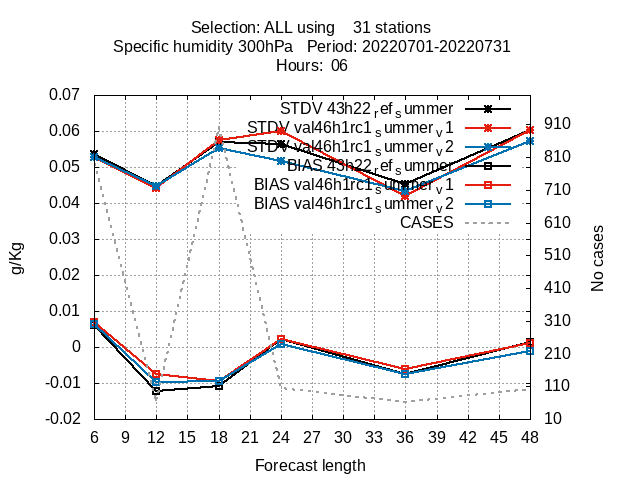 Selection: ALL using    31 stations
Specific humidity 300hPa   Period: 20220701-20220731
Hours:  06
0.07
0.06
0.05
0.04
0.03
0.02
0.01
0
-0.01
-0.02
g/Kg
STDV 43h22_ref_summer
STDV val46h1rc1_summer_v1
STDV val46h1rc1_summer_v2
BIAS 43h22_ref_summer
BIAS val46h1rc1_summer_v1
BIAS val46h1rc1_summer_v2
CASES
910
810
710
610
510
410
310
210
110
10
No cases
6 9 12 15 18 21 24 27 30 33 36 39 42 45 48
Forecast length